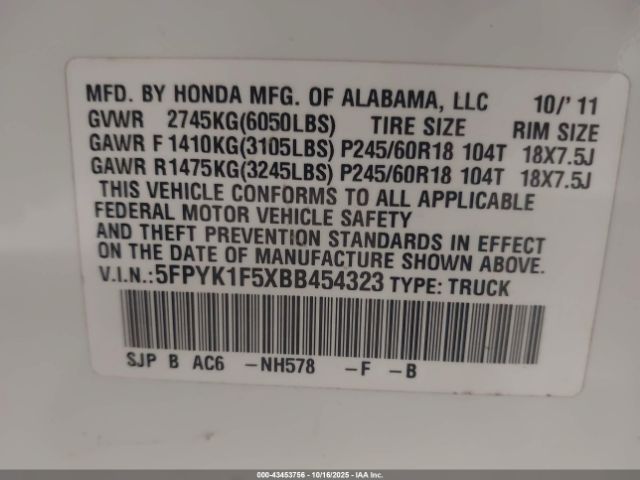 MFD. BY HONDA MFG. OF ALABAMA, LLC 10/'11
GVWR 2745KG(6050LBS) TIRE SIZE RIM SIZE
GAWR F 1410KG(3105LBS) P245/60R18 104T 18X7.5J
GAWR R1475KG(3245LBS) P245/60R18 104T 18X7.5J
THIS VEHICLE CONFORMS TO ALL APPLICABLE
FEDERAL MOTOR VEHICLE SAFETY
AND THEFT PREVENTION STANDARDS IN EFFECT
ON THE DATE OF MANUFACTURE SHOWN ABOVE.
V.I.N.:5FPYK1F5XBB454323 TYPE: TRUCK
SJP B AC6 -NH578 -F -B
000-43453756 - 10/16/2025 - IAAI.COM